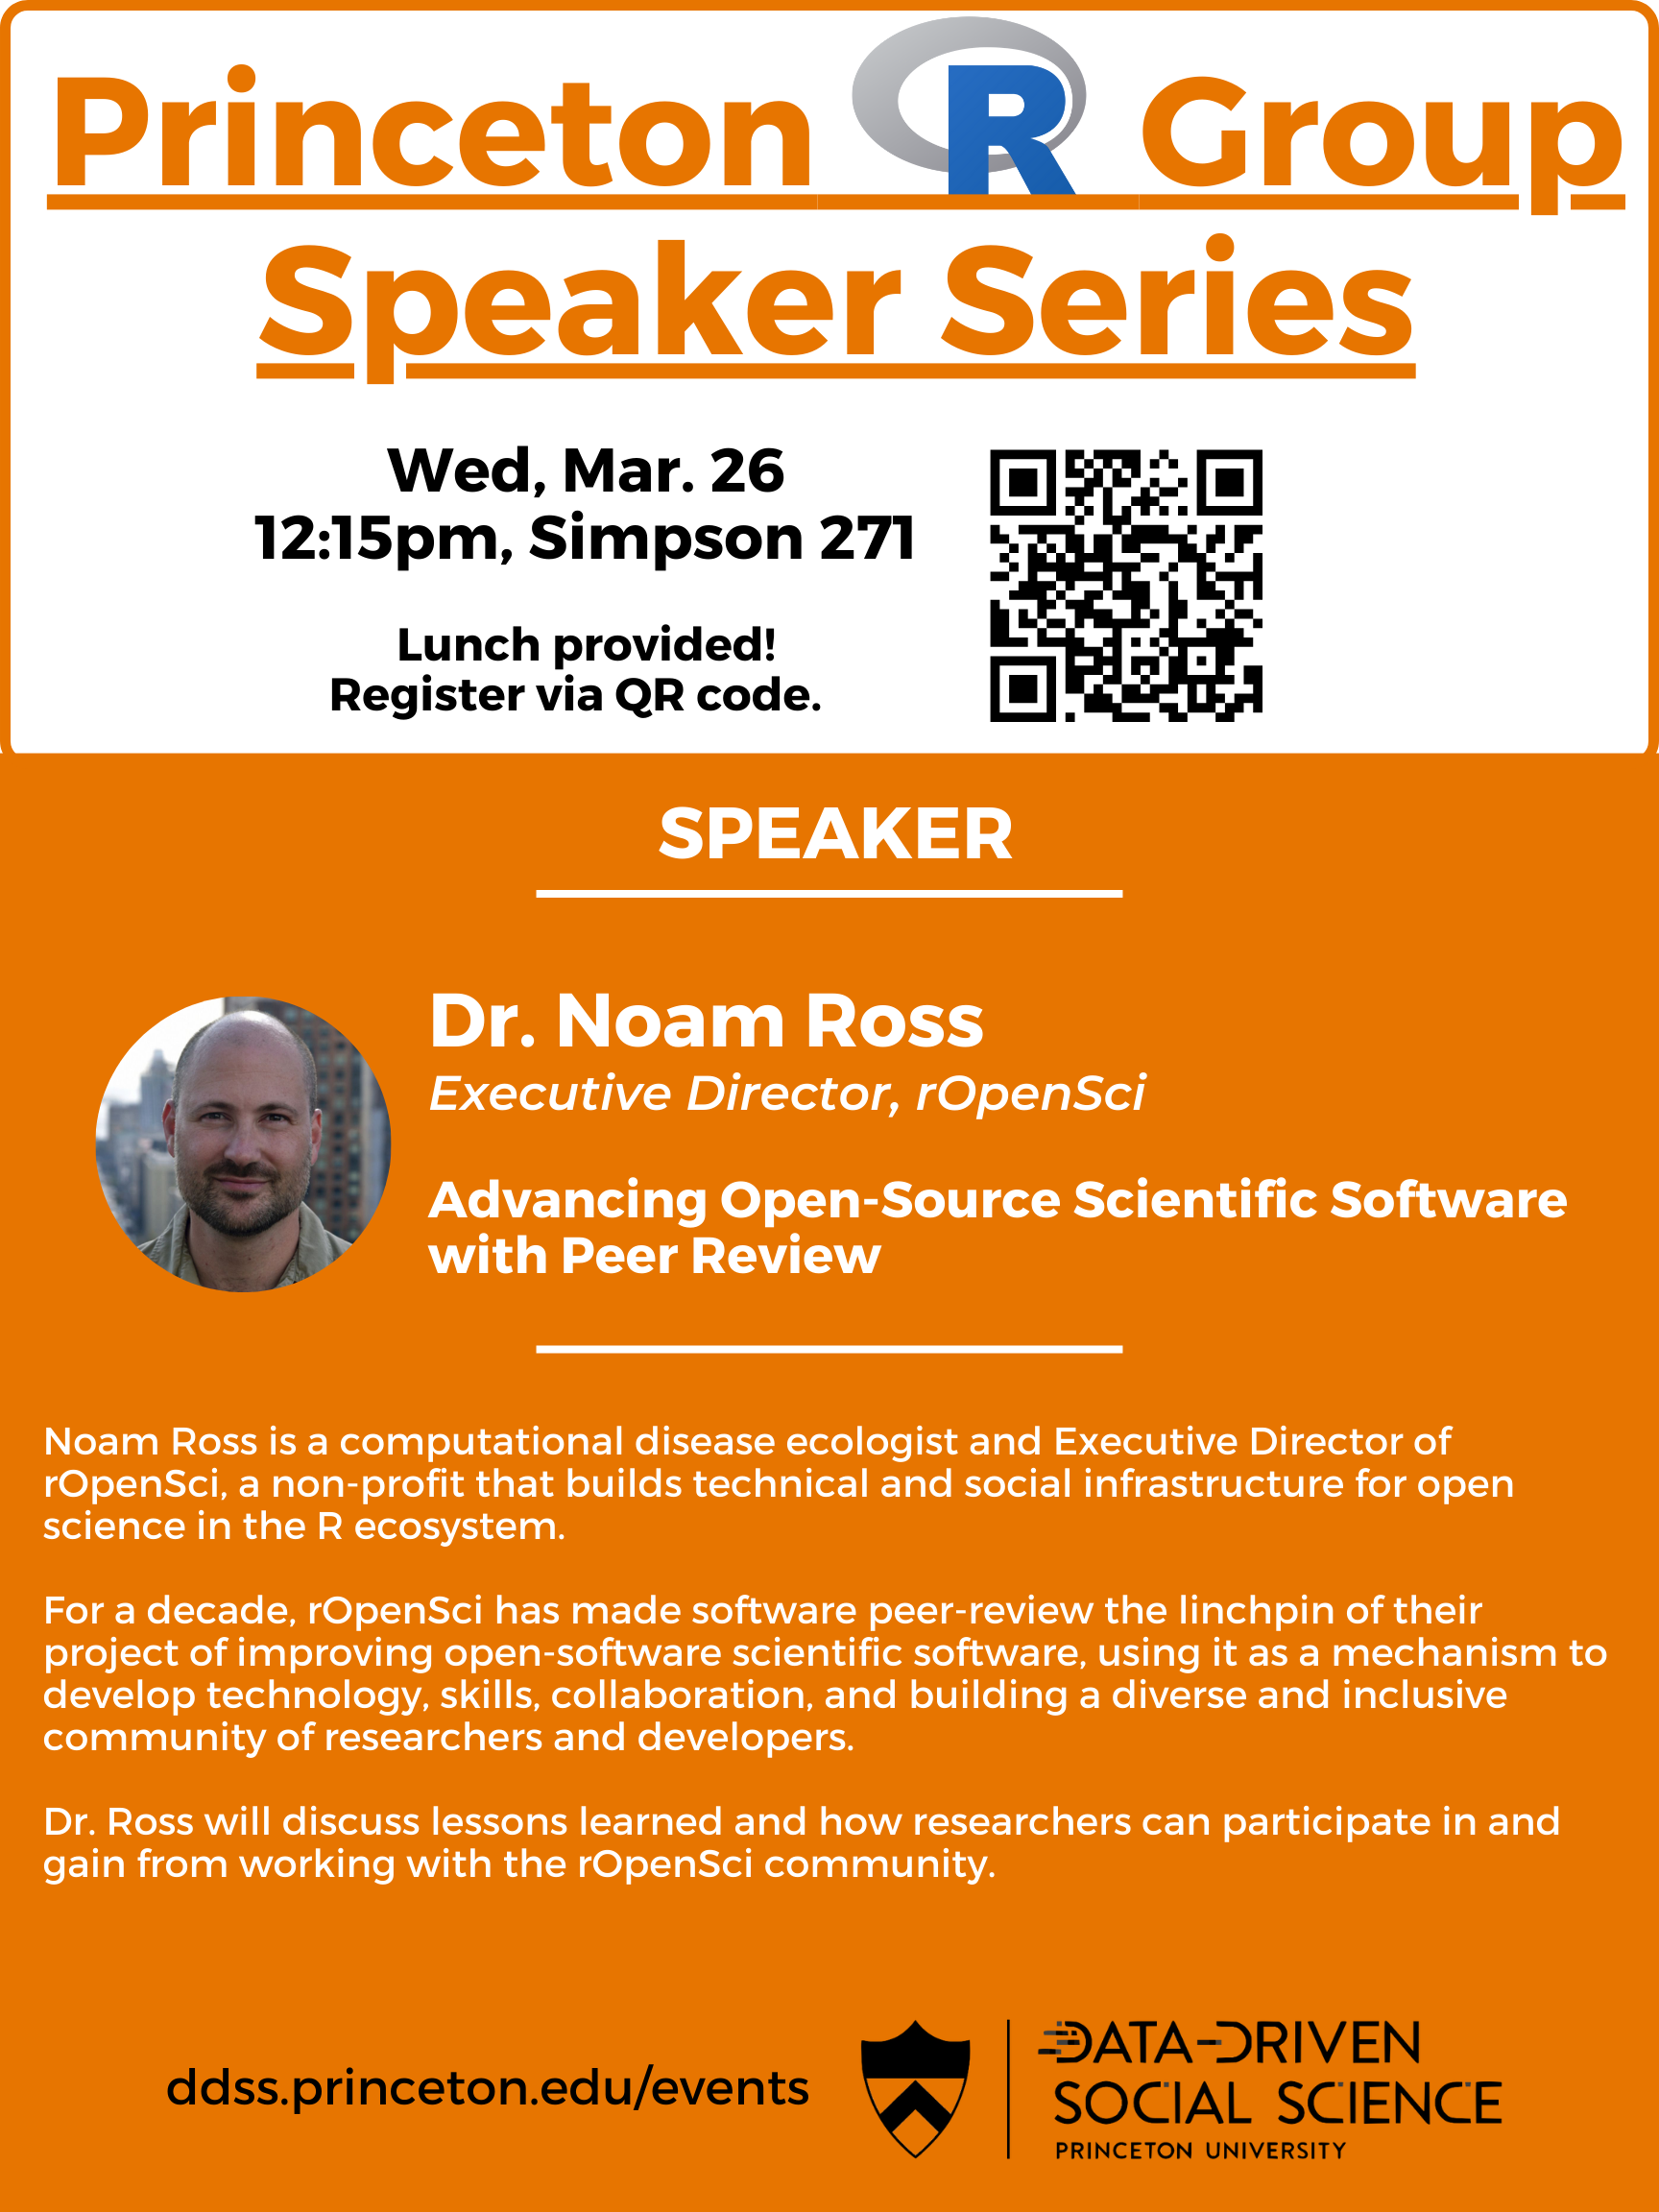 Princeton R Group
Speaker Series
Wed, Mar. 26
12:15pm, Simpson 271
Lunch provided!
Register via QR code.
SPEAKER
Dr. Noam Ross
Executive Director, rOpenSci
Advancing Open-Source Scientific Software
with Peer Review
Noam Ross is a computational disease ecologist and Executive Director of
rOpenSci, a non-profit that builds technical and social infrastructure for open
science in the R ecosystem.
For a decade, rOpenSci has made software peer-review the linchpin of their
project of improving open-software scientific software, using it as a mechanism to
develop technology, skills, collaboration, and building a diverse and inclusive
community of researchers and developers.
Dr. Ross will discuss lessons learned and how researchers can participate in and
gain from working with the rOpenSci community.
ddss.princeton.edu/events
DATA-DRIVEN
SOCIAL SCIENCE
PRINCETON UNIVERSITY